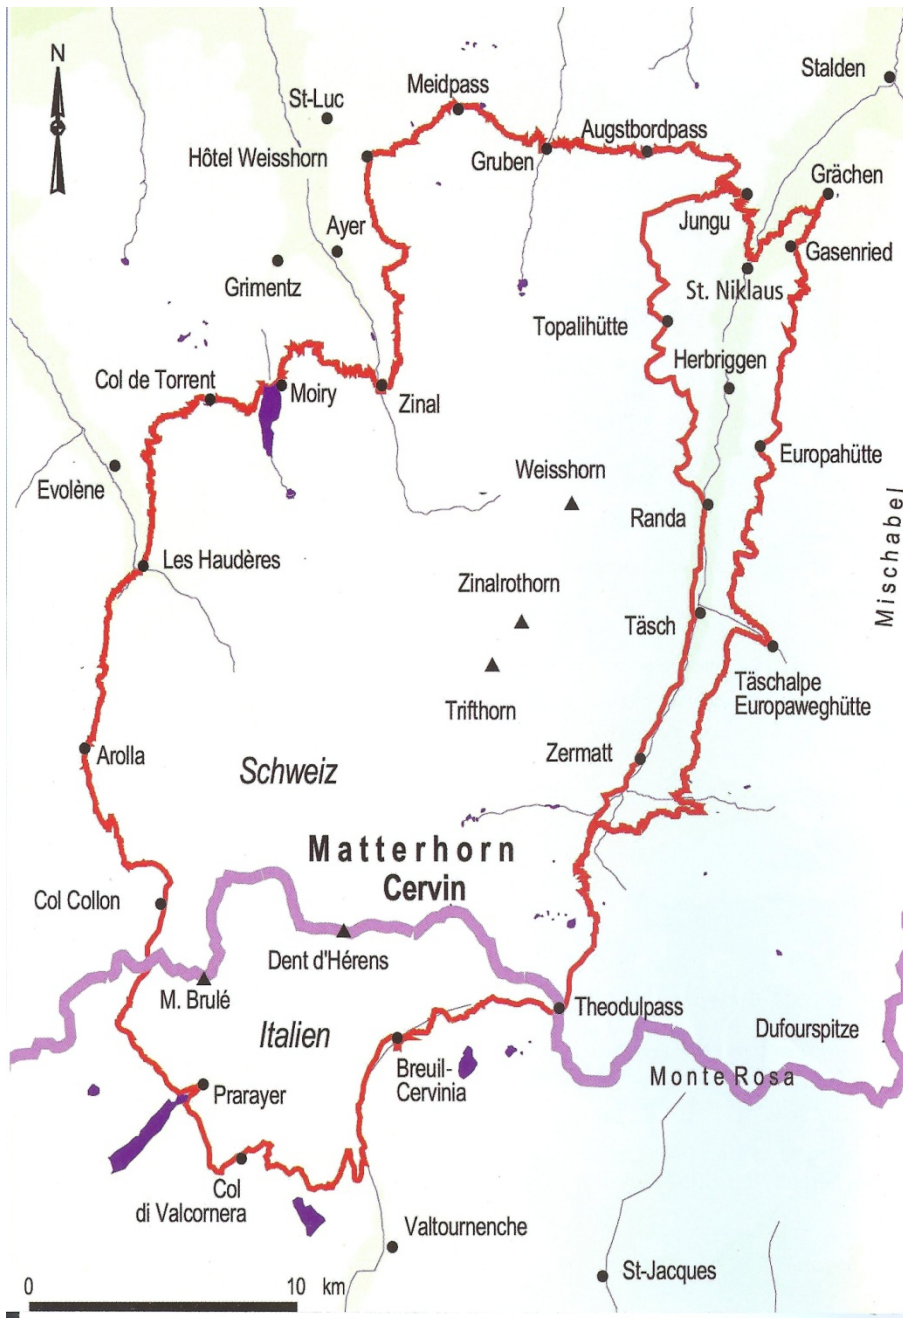 N
Meidpass
Stalden
St-Luc
Augstbordpass
Hôtel Weisshorn
Gruben
Grächen
Jungu
Ayer
Gasenried
Grimentz
St. Niklaus
Topalihütte
Herbriggen
Col de Torrent
Moiry
Zinal
Europahütte
Weisshorn
Evolène
Randa
Mischabel
Les Haudères
Zinalrothorn
Täsch
Täschalpe
Europaweghütte
Trifthorn
Arolla
Zermatt
Schweiz
Matterhorn
Cervin
Col Collon
Dent d'Hérens
M. Brulé
Theodulpass
Italien
Dufourspitze
Breuil-
Cervinia
Monte Rosa
Prarayer
Col
di Valcornera
Valtournenche
St-Jacques
0 10 km